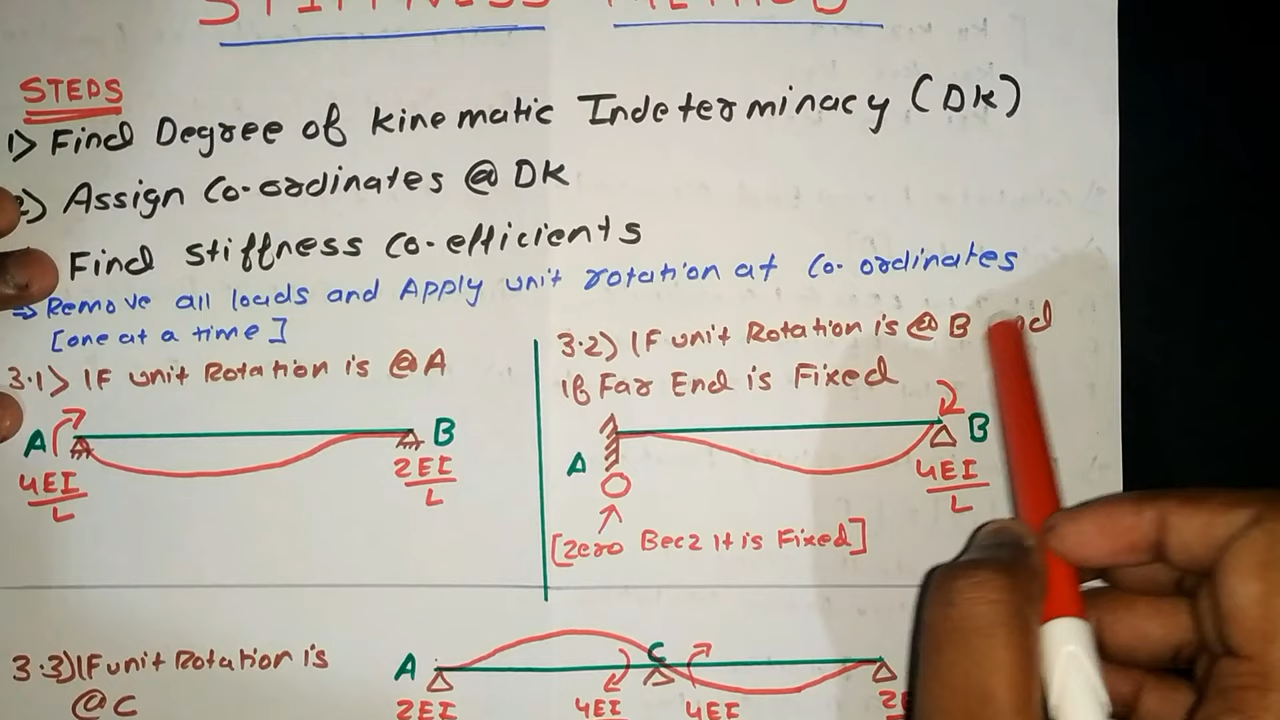 STIFFNESS METHOD
STEPS
1) Find Degree of kinematic Indeterminacy (DK)
2) Assign Co-ordinates @ DK
Find stiffness Co-efficients
⇒ Remove all loads and Apply unit rotation at Co-ordinates
[one at a time]
3.1) IF unit Rotation is @ A
A B
4EI/L 2EI/L
3.2) IF unit Rotation is @ B
IF Far End is Fixed
A B
4EI/L
O
[Zero Becz It is Fixed]
3.3) IF unit Rotation is
@ C
A C
2EI 4EI 4EI